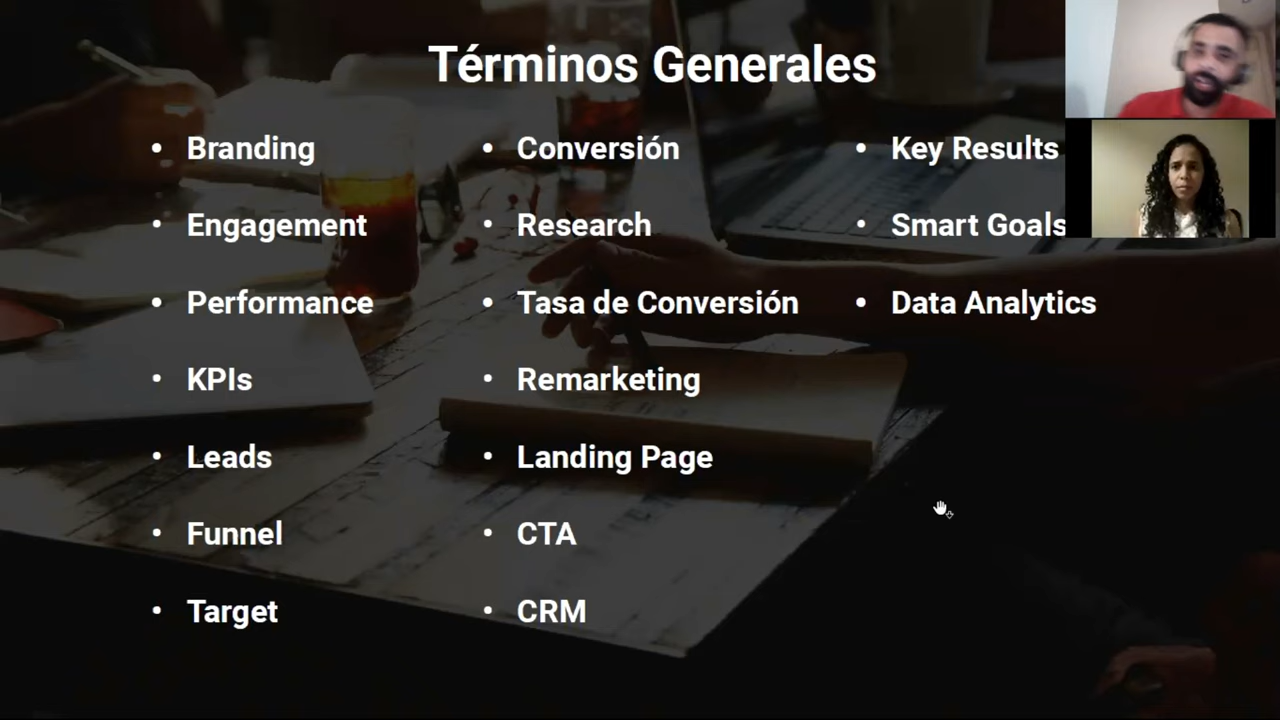 Términos Generales
• Branding
• Engagement
• Performance
• KPIs
• Leads
• Funnel
• Target
• Conversión
• Research
• Tasa de Conversión
• Remarketing
• Landing Page
• CTA
• CRM
• Key Results
• Smart Goals
• Data Analytics